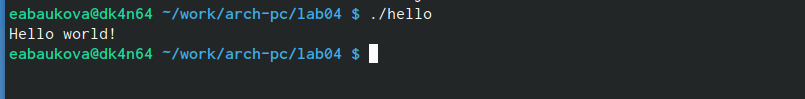 eabaukova@dk4n64 ~/work/arch-pc/lab04 $ ./hello
Hello world!
eabaukova@dk4n64 ~/work/arch-pc/lab04 $